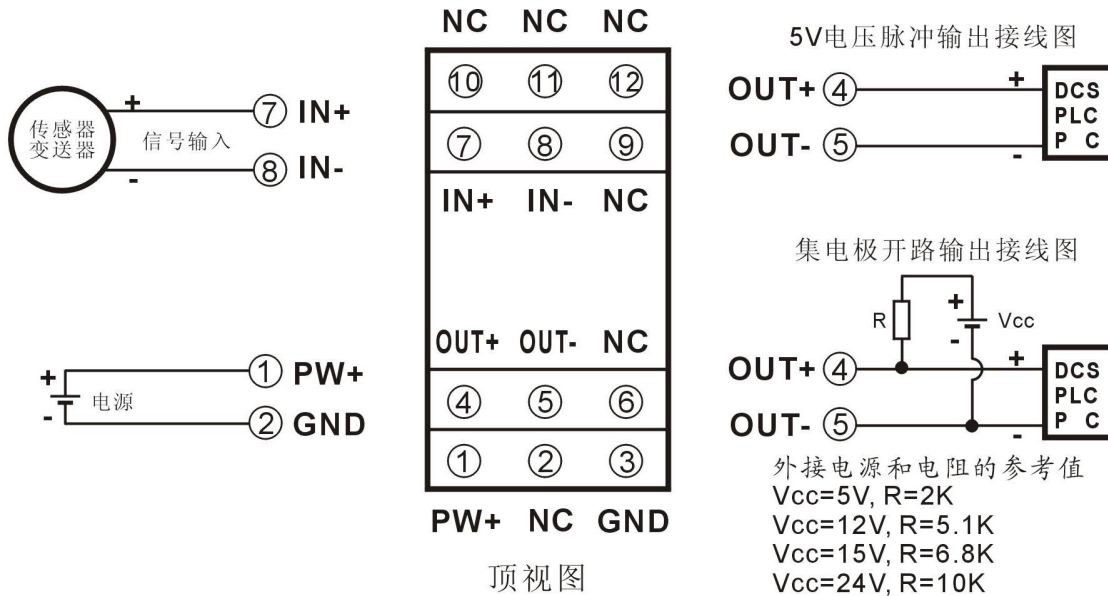 传感器
变送器
+
信号输入
-
⑦ IN+
⑧ IN-
+
电源
-
① PW+
② GND
NC NC NC
⑩ ⑪ ⑫
⑦ ⑧ ⑨
IN+ IN- NC
OUT+ OUT- NC
④ ⑤ ⑥
① ② ③
PW+ NC GND
顶视图
5V电压脉冲输出接线图
OUT+ ④ +
OUT- ⑤ -
DCS
PLC
P C
集电极开路输出接线图
R + Vcc
-
OUT+ ④ +
OUT- ⑤ -
DCS
PLC
P C
外接电源和电阻的参考值
Vcc=5V, R=2K
Vcc=12V, R=5.1K
Vcc=15V, R=6.8K
Vcc=24V, R=10K